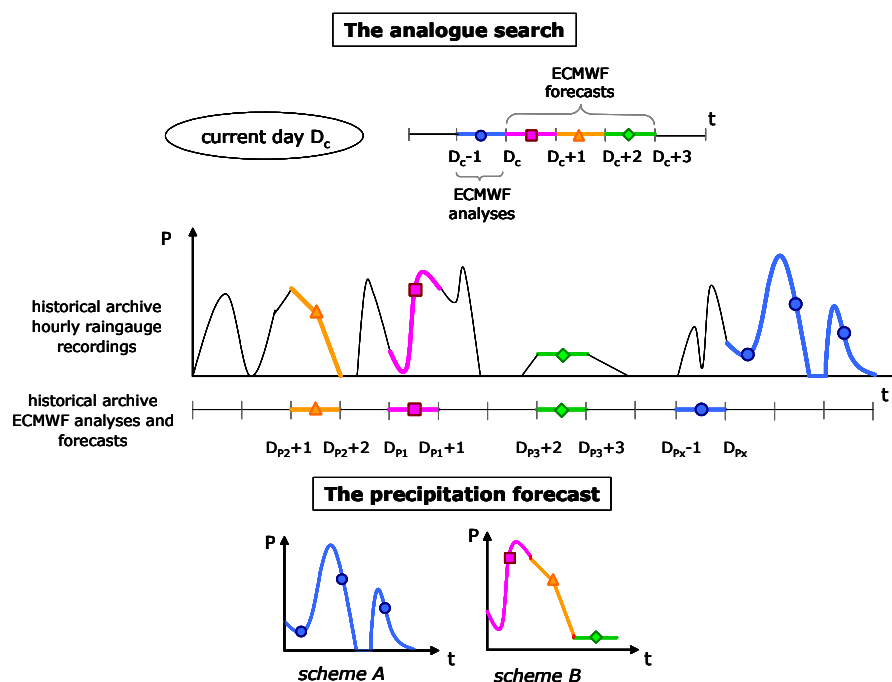 The analogue search
ECMWF
forecasts
t
current day Dc
Dc-1 Dc Dc+1 Dc+2 Dc+3
ECMWF
analyses
P
historical archive
hourly raingauge
recordings
t
historical archive
ECMWF analyses and
forecasts
DP2+1 DP2+2 DP1 DP1+1 DP3+2 DP3+3 DPx-1 DPx
The precipitation forecast
P P
t t
scheme A scheme B